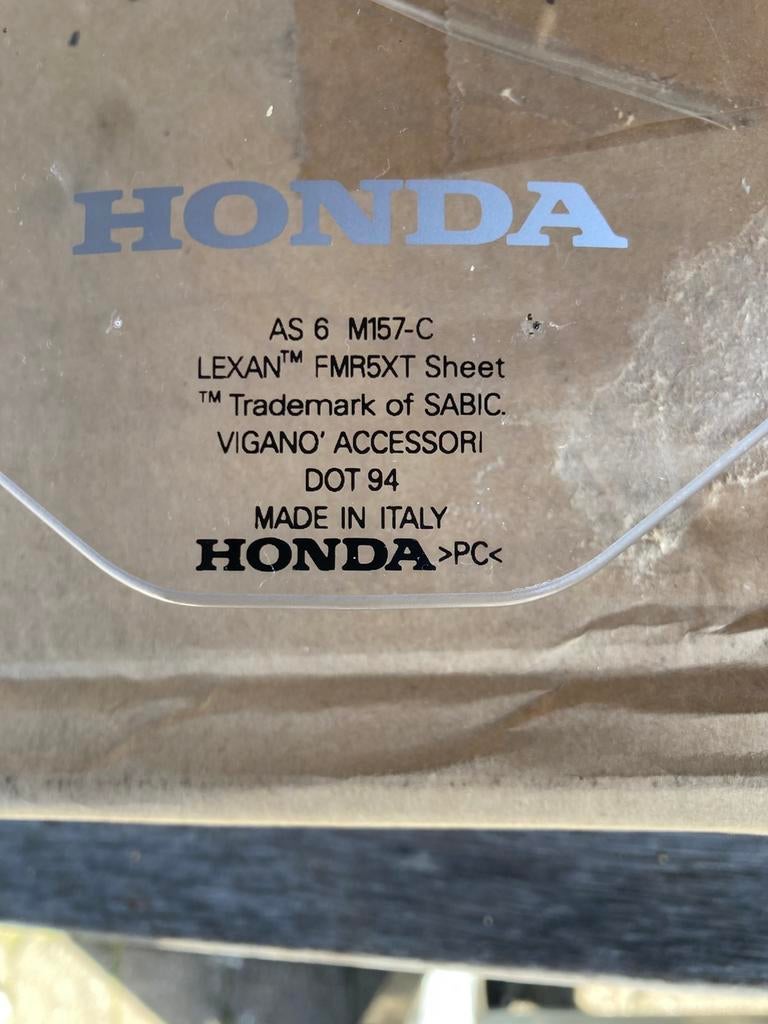 HONDA
AS 6 M157-C
LEXAN™ FMR5XT Sheet
™ Trademark of SABIC.
VIGANO' ACCESSORI
DOT 94
MADE IN ITALY
HONDA >PC<